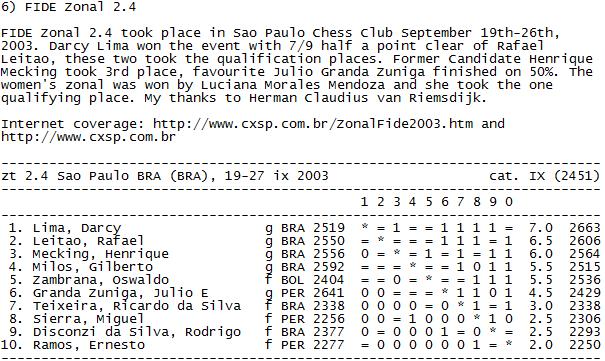 6) FIDE Zonal 2.4
FIDE Zonal 2.4 took place in Sao Paulo Chess Club September 19th-26th,
2003. Darcy Lima won the event with 7/9 half a point clear of Rafael
Leitao, these two took the qualification places. Former Candidate Henrique
Mecking took 3rd place, favourite Julio Granda Zuniga finished on 50%. The
women's zonal was won by Luciana Morales Mendoza and she took the one
qualifying place. My thanks to Herman Claudius van Riemsdijk.
Internet coverage: http://www.cxsp.com.br/ZonalFide2003.htm and
http://www.cxsp.com.br
---------------------------------------------------------------------------
zt 2.4 Sao Paulo BRA (BRA), 19-27 ix 2003                    cat. IX (2451)
---------------------------------------------------------------------------
                                             1 2 3 4 5 6 7 8 9 0
---------------------------------------------------------------------------
 1. Lima, Darcy                  g BRA 2519  * = 1 = = 1 1 1 1 =  7.0  2663
 2. Leitao, Rafael               g BRA 2550  = * = = = 1 1 1 = 1  6.5  2606
 3. Mecking, Henrique            g BRA 2556  0 = * = 1 = 1 = 1 1  6.0  2564
 4. Milos, Gilberto              g BRA 2592  = = = * = = 1 0 1 1  5.5  2515
 5. Zambrana, Oswaldo            f BOL 2404  = = 0 = * = = 1 1 1  5.5  2536
 6. Granda Zuniga, Julio E       g PER 2641  0 0 = = = * 1 1 0 1  4.5  2429
 7. Teixeira, Ricardo da Silva   f BRA 2338  0 0 0 0 = 0 * 1 = 1  3.0  2338
 8. Sierra, Miguel               f PER 2256  0 0 = 1 0 0 0 * 1 0  2.5  2306
 9. Disconzi da Silva, Rodrigo   f BRA 2377  0 = 0 0 0 1 = 0 * =  2.5  2293
10. Ramos, Ernesto               f PER 2277  = 0 0 0 0 0 0 1 = *  2.0  2250
---------------------------------------------------------------------------